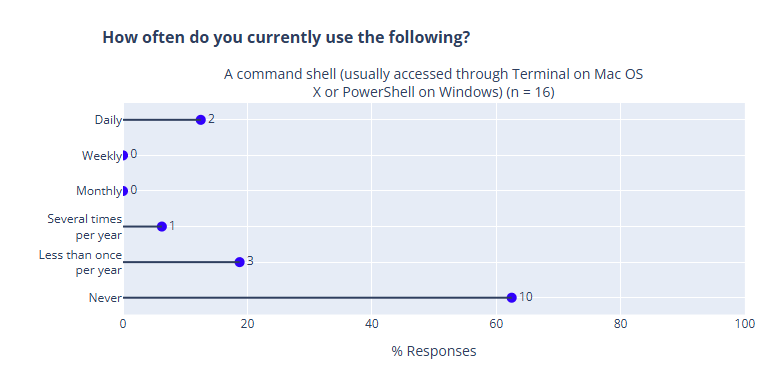 How often do you currently use the following?
A command shell (usually accessed through Terminal on Mac OS
X or PowerShell on Windows) (n = 16)
Daily 2
Weekly 0
Monthly 0
Several times
per year 1
Less than once
per year 3
Never 10
0 20 40 60 80 100
% Responses